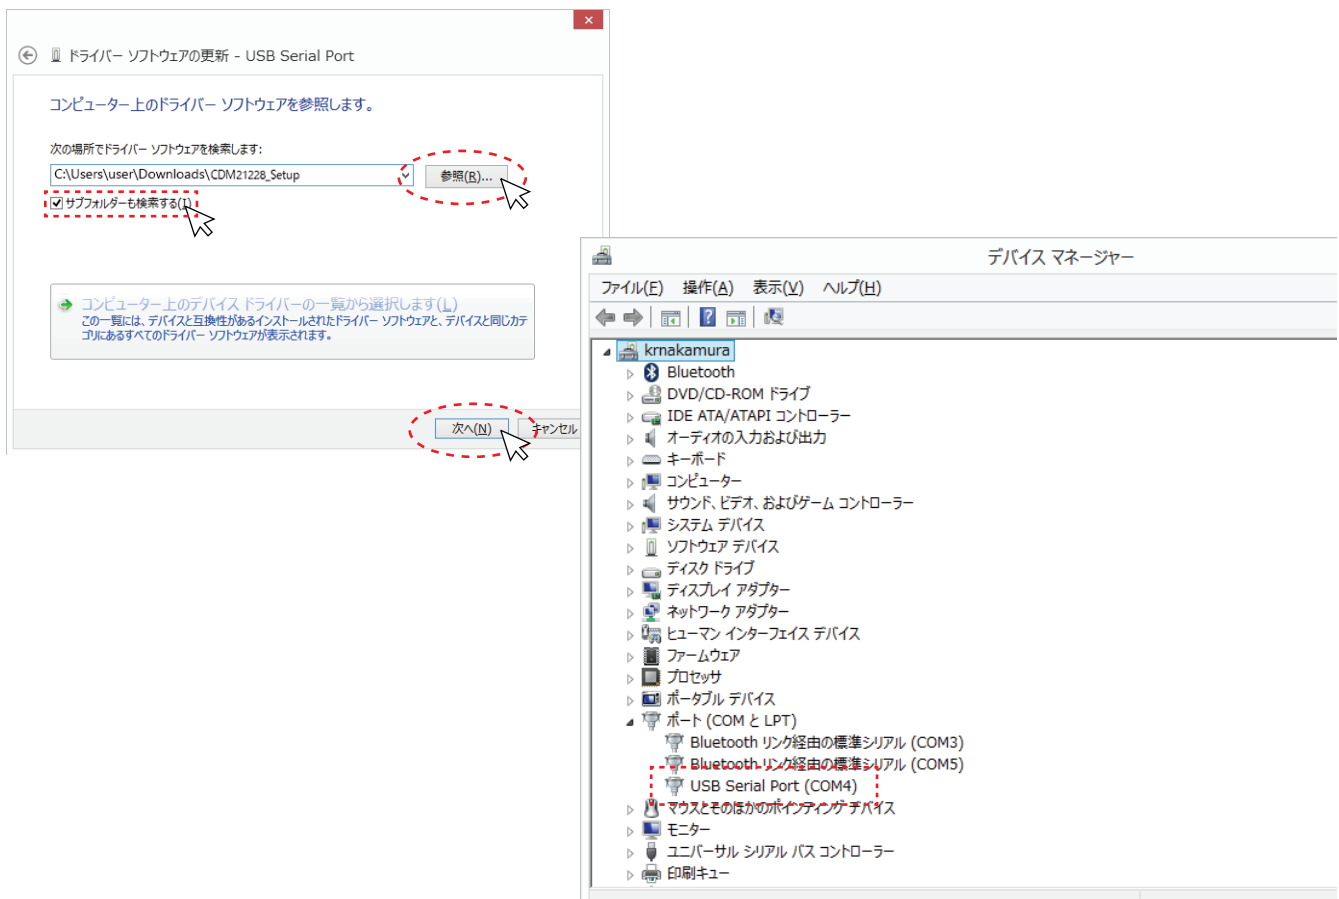 ドライバー ソフトウェアの更新 - USB Serial Port
コンピューター上のドライバー ソフトウェアを参照します。
次の場所でドライバー ソフトウェアを検索します:
C:\Users\user\Downloads\CDM21228_Setup
参照(R)...
サブフォルダーも検索する(I)
コンピューター上のデバイス ドライバーの一覧から選択します(L)
この一覧には、デバイスと互換性があるインストールされたドライバー ソフトウェアと、デバイスと同じカテ
ゴリにあるすべてのドライバー ソフトウェアが表示されます。
次へ(N)
キャンセル
デバイス マネージャー
ファイル(F) 操作(A) 表示(V) ヘルプ(H)
krnakamura
Bluetooth
DVD/CD-ROM ドライブ
IDE ATA/ATAPI コントローラー
オーディオの入力および出力
キーボード
コンピューター
サウンド、ビデオ、およびゲーム コントローラー
システム デバイス
ソフトウェア デバイス
ディスク ドライブ
ディスプレイ アダプター
ネットワーク アダプター
ヒューマン インターフェイス デバイス
ファームウェア
プロセッサ
ポータブル デバイス
ポート (COM と LPT)
Bluetooth リンク経由の標準シリアル (COM3)
Bluetooth リンク経由の標準シリアル (COM5)
USB Serial Port (COM4)
マウスとそのほかのポインティング デバイス
モニター
ユニバーサル シリアル バス コントローラー
印刷キュー